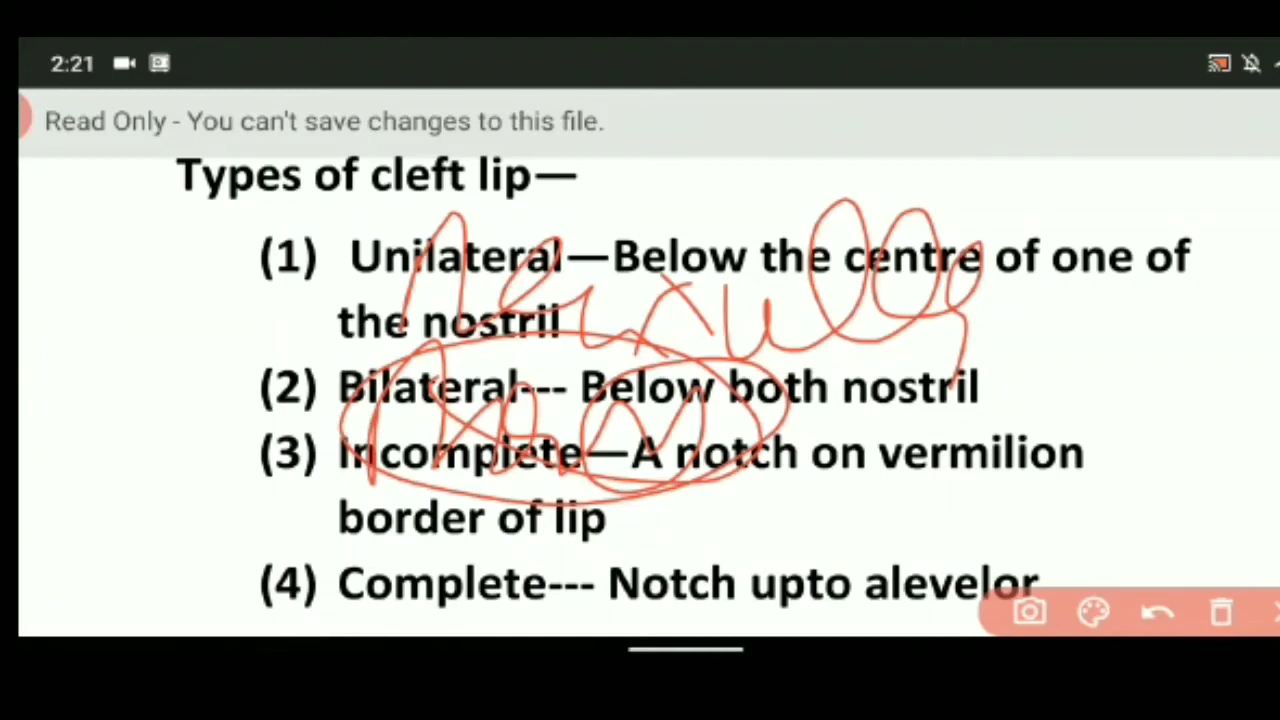 2:21
Read Only - You can't save changes to this file.
Types of cleft lip—
(1) Unilateral—Below the centre of one of
the nostril
(2) Bilateral--- Below both nostril
(3) Incomplete—A notch on vermilion
border of lip
(4) Complete--- Notch upto alevelor